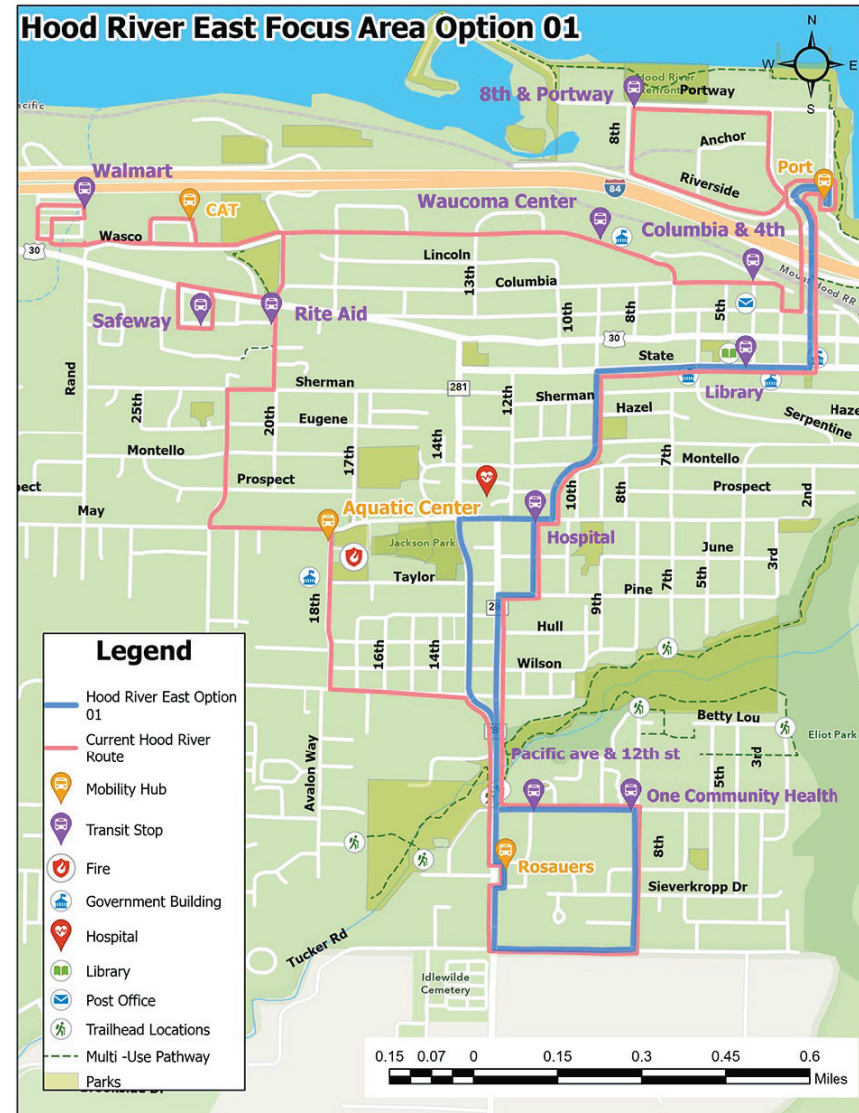 Hood River East Focus Area Option 01
N
W
E
S
Hood River
Portway
8th & Portway
8th
Anchor
Riverside
Port
Walmart
CAT
84
Waucoma Center
Columbia & 4th
Wasco
30
Lincoln
13th
Columbia
10th
8th
5th
Mount Hood RR
Safeway
Rite Aid
30
State
Library
Rand
281
Sherman
12th
Sherman
Hazel
Serpentine
25th
20th
Eugene
17th
14th
7th
Montello
Montello
Prospect
10th
8th
Prospect
2nd
May
Aquatic Center
Hospital
Jackson Park
June
Taylor
7th
5th
3rd
18th
9th
Pine
28
Hull
16th
14th
Wilson
Betty Lou
Eliot Park
Avalon Way
Pacific ave & 12th st
5th
3rd
One Community Health
8th
Rosauers
Sieverkropp Dr
Tucker Rd
Idlewilde
Cemetery
Legend
Hood River East Option
01
Current Hood River
Route
Mobility Hub
Transit Stop
Fire
Government Building
Hospital
Library
Post Office
Trailhead Locations
Multi -Use Pathway
Parks
0.15 0.07 0 0.15 0.3 0.45 0.6
Miles